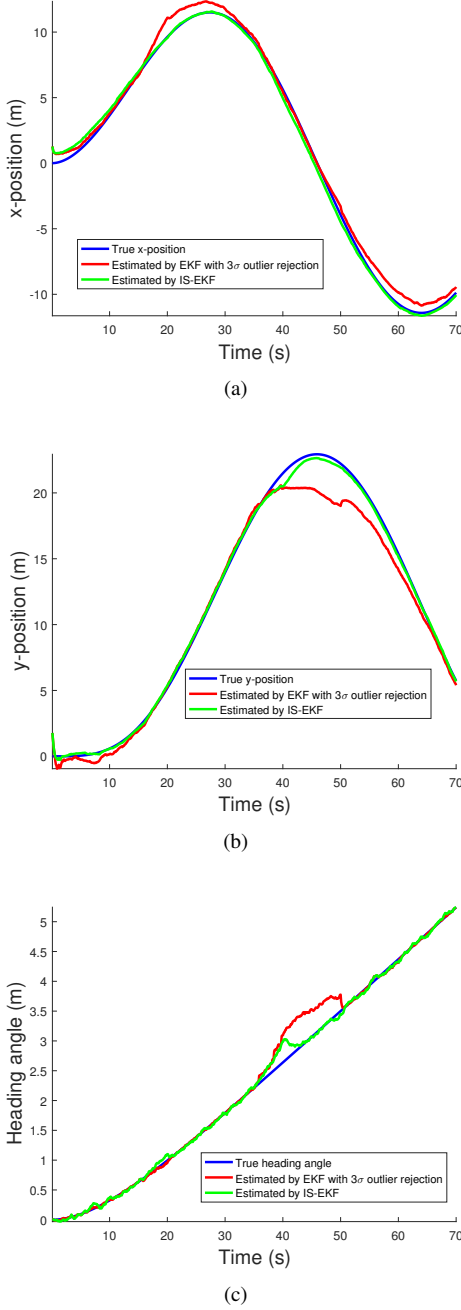 10
5
0
-10
x-position (m)
True x-position
Estimated by EKF with 3σ outlier rejection
Estimated by IS-EKF
10 20 30 40 50 60 70
Time (s)
(a)
20
15
10
5
0
y-position (m)
True y-position
Estimated by EKF with 3σ outlier rejection
Estimated by IS-EKF
0 10 20 30 40 50 60 70
Time (s)
(b)
5
4.5
4
3.5
3
2.5
2
1.5
1
0.5
0
Heading angle (m)
True heading angle
Estimated by EKF with 3σ outlier rejection
Estimated by IS-EKF
0 10 20 30 40 50 60 70
Time (s)
(c)